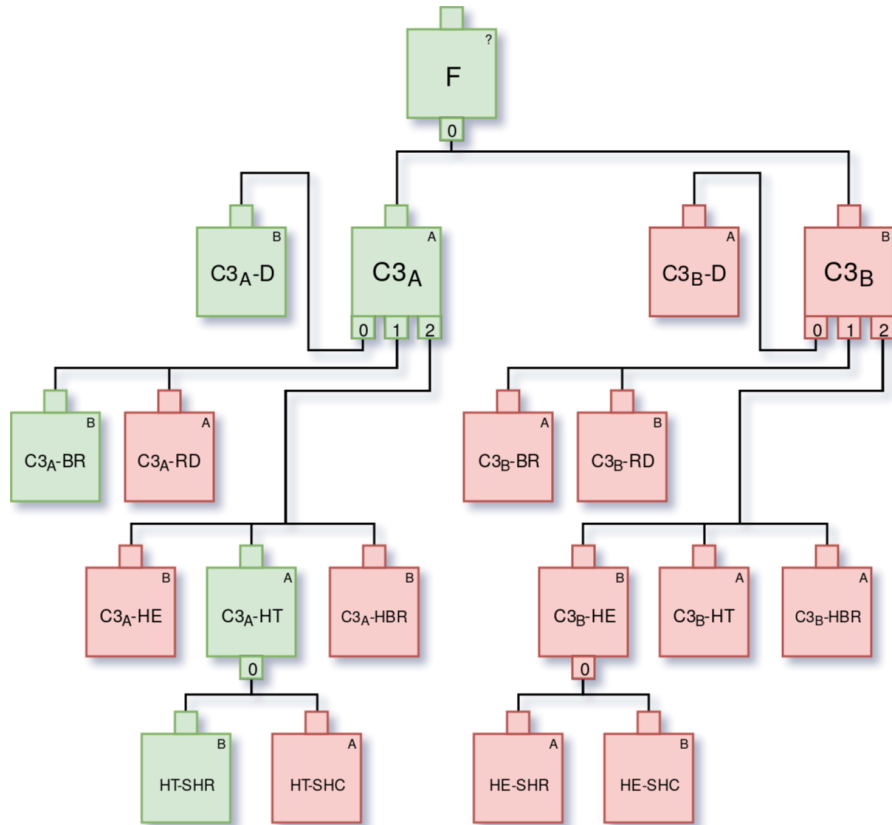 ?
F
0
B
C3A-D
A
C3A
0 1 2
A
C3B-D
B
C3B
0 1 2
B
C3A-BR
A
C3A-RD
A
C3B-BR
B
C3B-RD
B
C3A-HE
A
C3A-HT
0
B
C3A-HBR
B
C3B-HE
0
A
C3B-HT
A
C3B-HBR
B
HT-SHR
A
HT-SHC
A
HE-SHR
B
HE-SHC